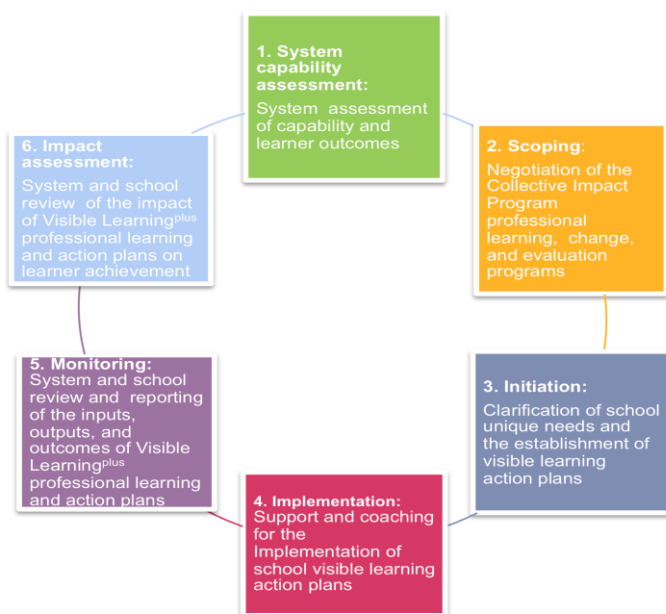 1. System
capability
assessment:
System assessment
of capability and
learner outcomes
2. Scoping:
Negotiation of the
Collective Impact
Program
professional
learning, change,
and evaluation
programs
3. Initiation:
Clarification of school
unique needs and
the establishment of
visible learning
action plans
4. Implementation:
Support and coaching
for the
Implementation of
school visible learning
action plans
5. Monitoring:
System and school
review and reporting
of the inputs,
outputs, and
outcomes of Visible
Learningplus
professional learning
and action plans
6. Impact
assessment:
System and school
review of the impact
of Visible Learningplus
professional learning
and action plans on
learner achievement